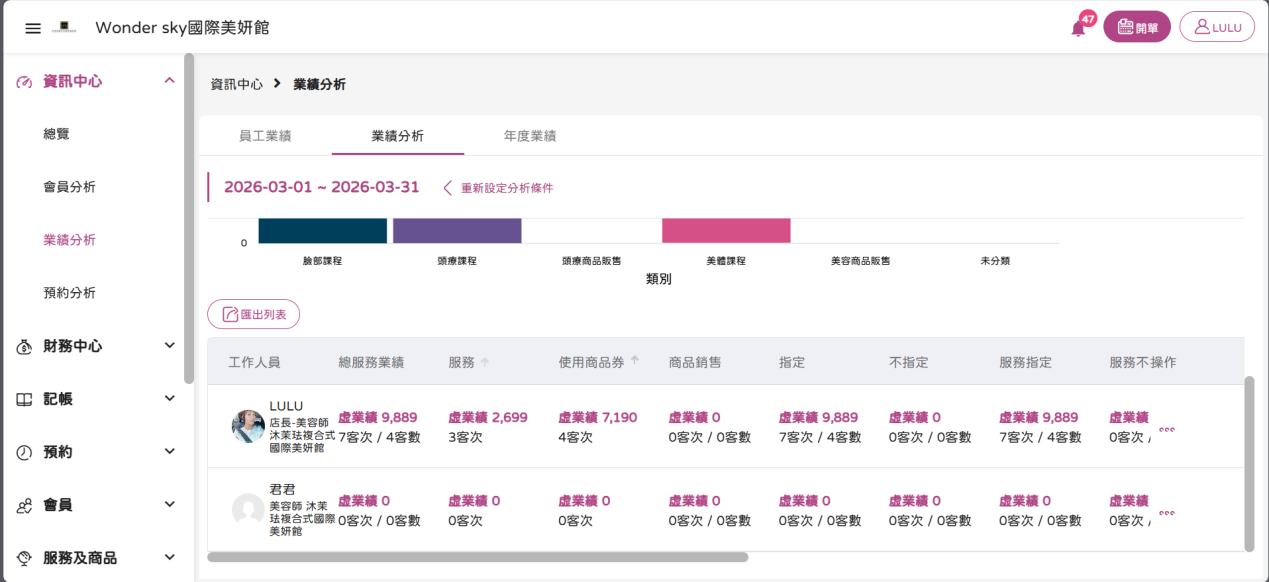 Wonder sky國際美妍館
47
開單
LULU
資訊中心
總覽
會員分析
業績分析
預約分析
財務中心
記帳
預約
會員
服務及商品
資訊中心 業績分析
員工業績 業績分析 年度業績
2026-03-01 ~ 2026-03-31 重新設定分析條件
0
臉部課程 頭療課程 頭療商品販售 美體課程 美容商品販售 未分類
類別
匯出列表
工作人員 總服務業績 服務 使用商品券 商品銷售 指定 不指定 服務指定 服務不操作
LULU
店長-美容師
沐茉珐複合式
國際美妍館
虛業績 9,889 虛業績 2,699 虛業績 7,190 虛業績 0 虛業績 9,889 虛業績 0 虛業績 9,889 虛業績
7客次 / 4客數 3客次 4客次 0客次 / 0客數 7客次 / 4客數 0客次 / 0客數 7客次 / 4客數 0客次 /
君君
美容師 沐茉
珐複合式國際
美妍館
虛業績 0 虛業績 0 虛業績 0 虛業績 0 虛業績 0 虛業績 0 虛業績 0 虛業績
0客次 / 0客數 0客次 0客次 0客次 / 0客數 0客次 / 0客數 0客次 / 0客數 0客次 / 0客數 0客次 /